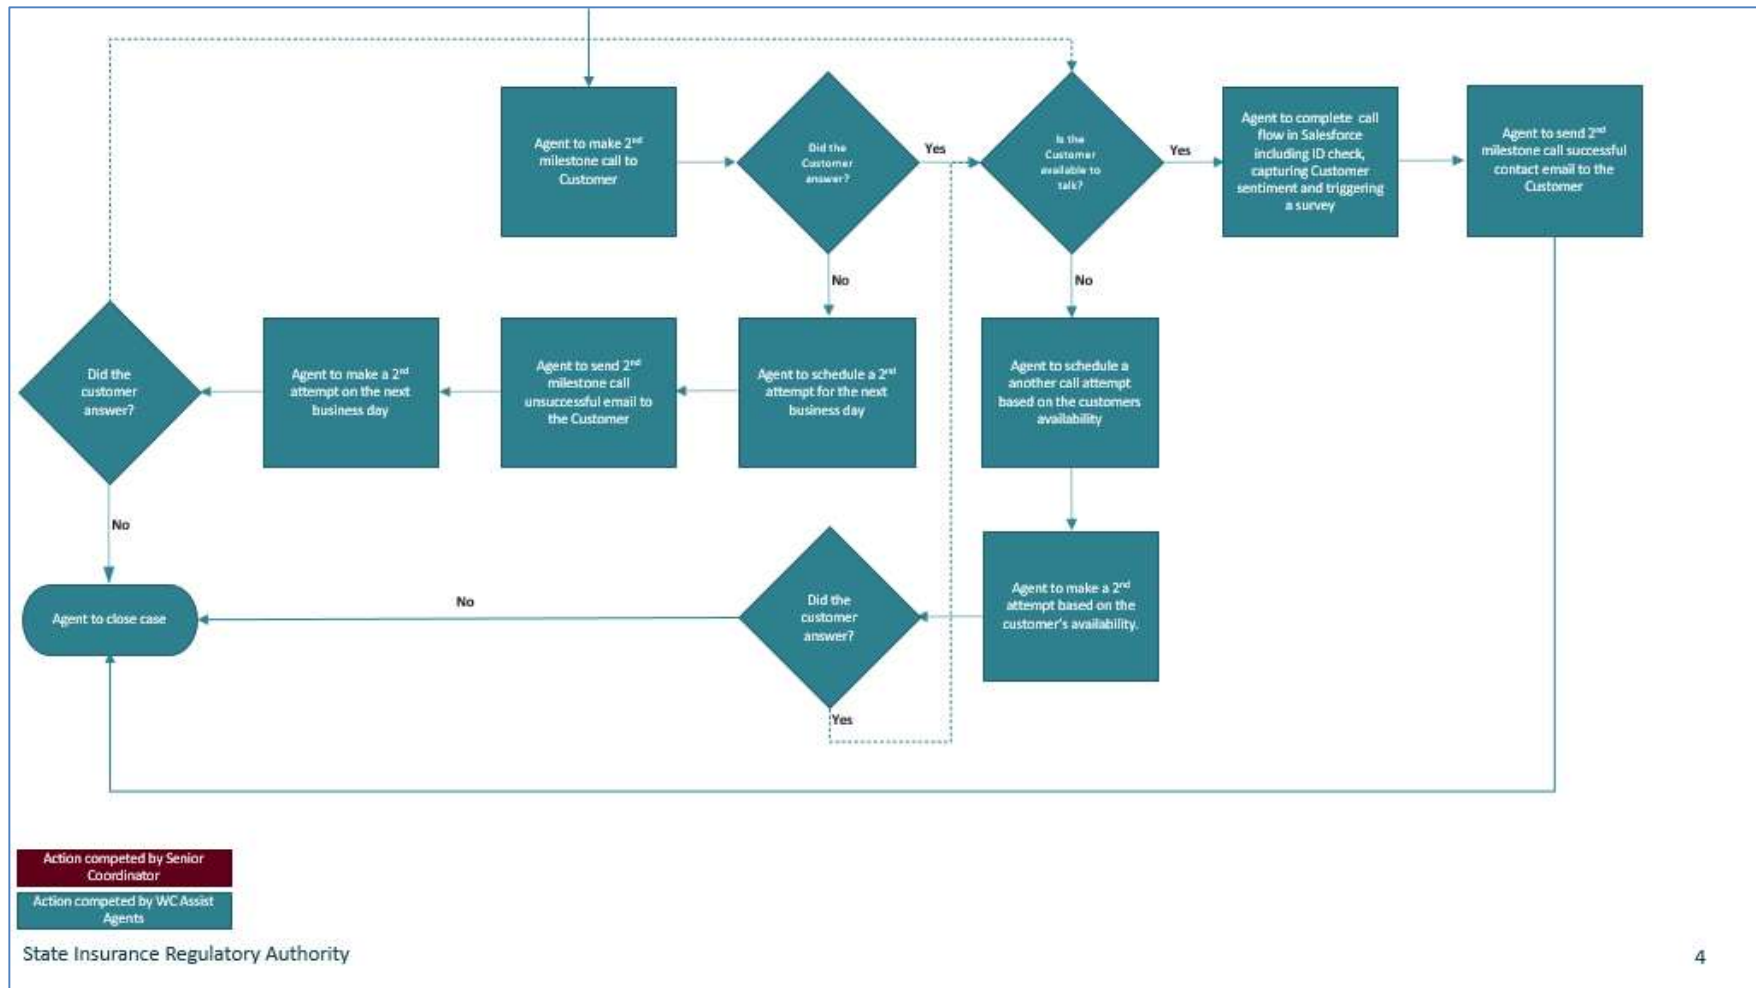 Agent to make 2nd
milestone call to
Customer
Did the
Customer
answer?
Yes
Is the
Customer
available to
talk?
Yes
Agent to complete call
flow in Salesforce
including ID check,
capturing Customer
sentiment and triggering
a survey
Agent to send 2nd
milestone call successful
contact email to the
Customer
No
No
Did the
customer
answer?
Agent to make a 2nd
attempt on the next
business day
Agent to send 2nd
milestone call
unsuccessful email to
the Customer
Agent to schedule a 2nd
attempt for the next
business day
Agent to schedule a
another call attempt
based on the customers
availability
No
Agent to close case
No
Did the
customer
answer?
Agent to make a 2nd
attempt based on the
customer's availability.
Yes
Action competed by Senior
Coordinator
Action competed by WC Assist
Agents
State Insurance Regulatory Authority
4